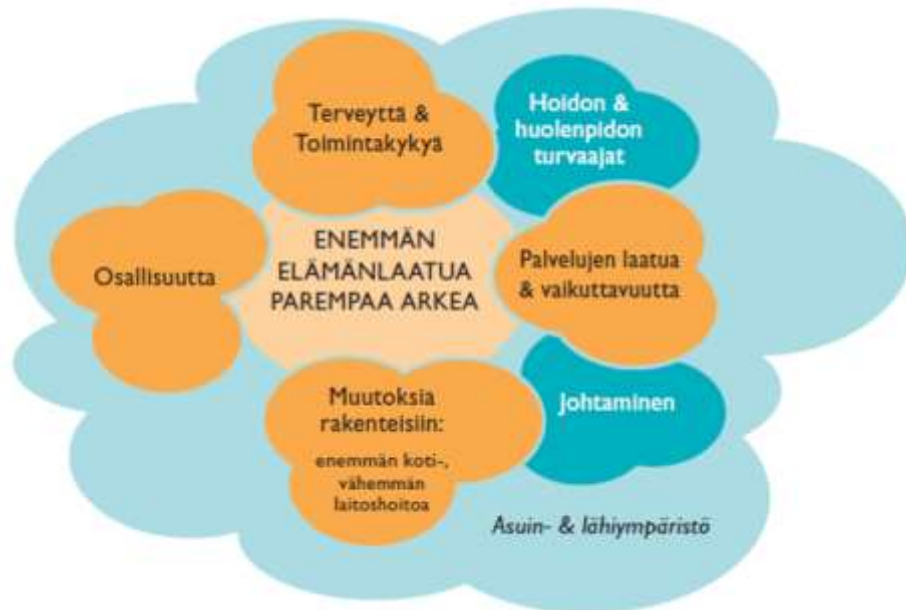 Terveyttä &
Toimintakykyä
Hoidon &
huolenpidon
turvaajat
Osallisuutta
ENEMMÄN
ELÄMÄNLAATUA
PAREMPAA ARKEA
Palvelujen laatua
& vaikuttavuutta
Muutoksia
rakenteisiin:
enemmän koti-,
vähemmän
laitoshoitoa
Johtaminen
Asuin- & lähiympäristö